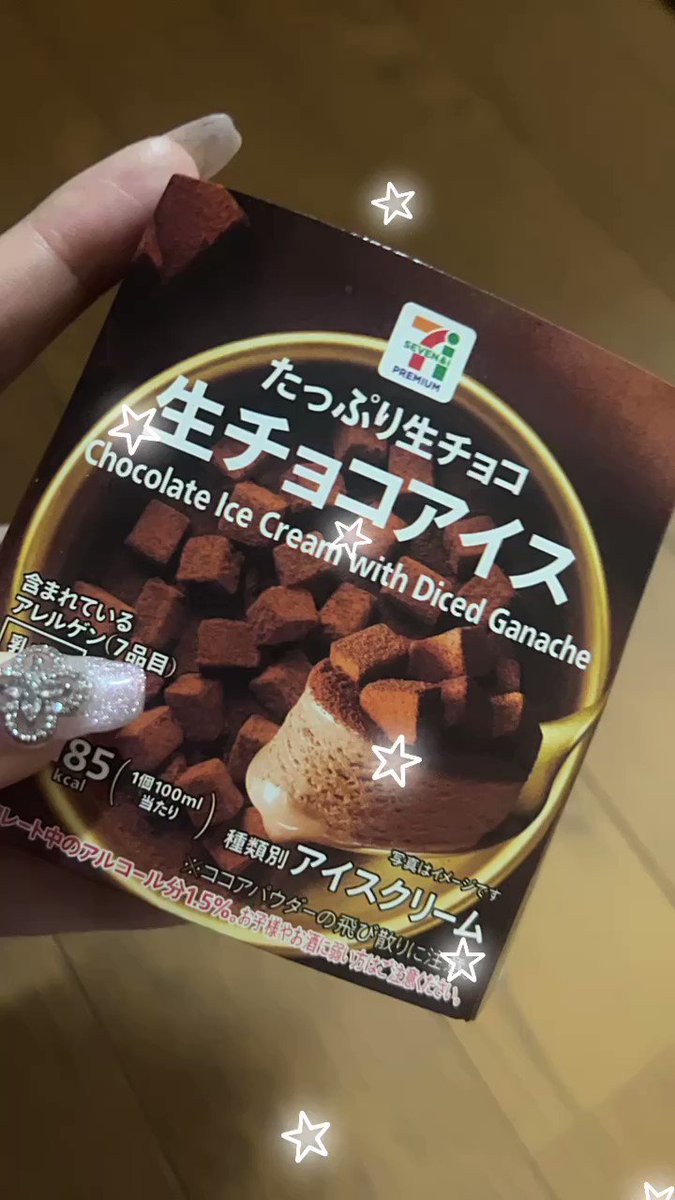 SEVEN&i
PREMIUM
たっぷり生チョコ
生チョコアイス
Chocolate Ice Cream with Diced Ganache
含まれている
アレルゲン(7品目)
乳
85
kcal
(1個100ml
当たり)
種類別 アイスクリーム
写真はイメージです
※ココアパウダーの飛び散りに注
レート中のアルコール分1.5%。お子様やお酒に弱い方はご注意ください。